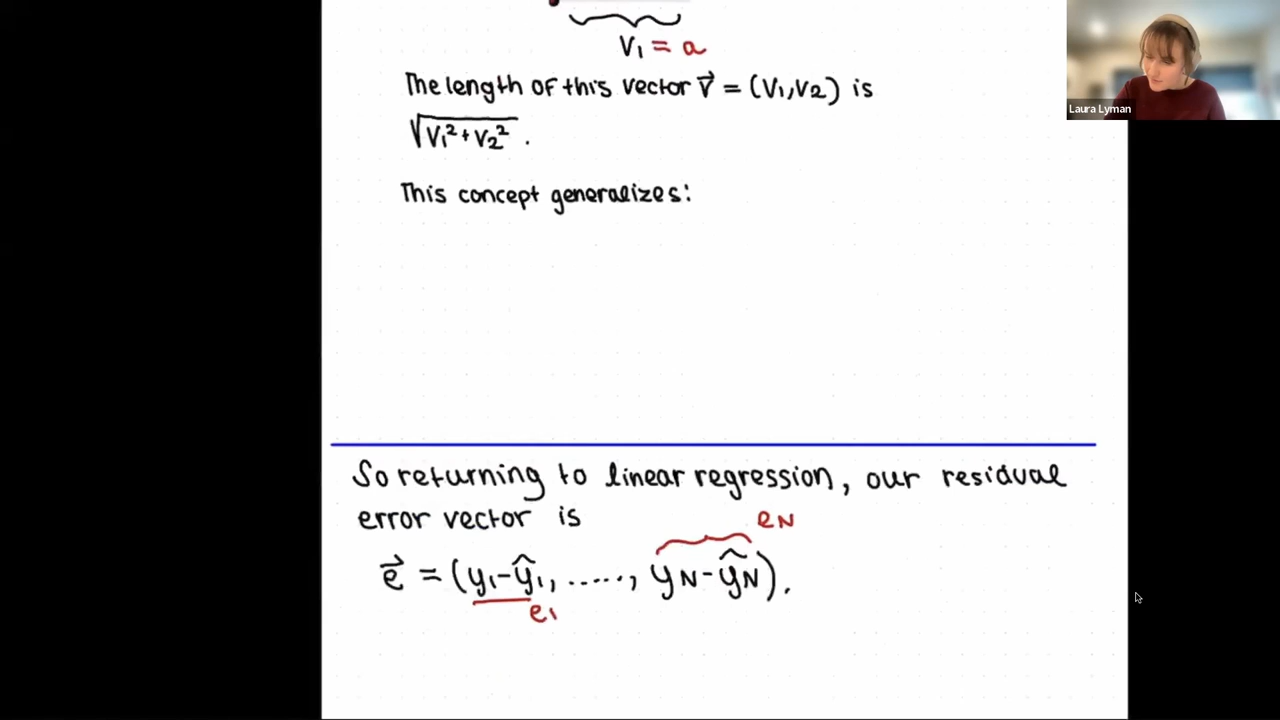 V₁ = a
The length of this vector v⃗ = (V₁,V₂) is
√V₁² + V₂² .
Laura Lyman
This concept generalizes:
So returning to linear regression, our residual
error vector is
eN
e⃗ = (y₁-ŷ₁, ....., yN-ŷN).
e₁